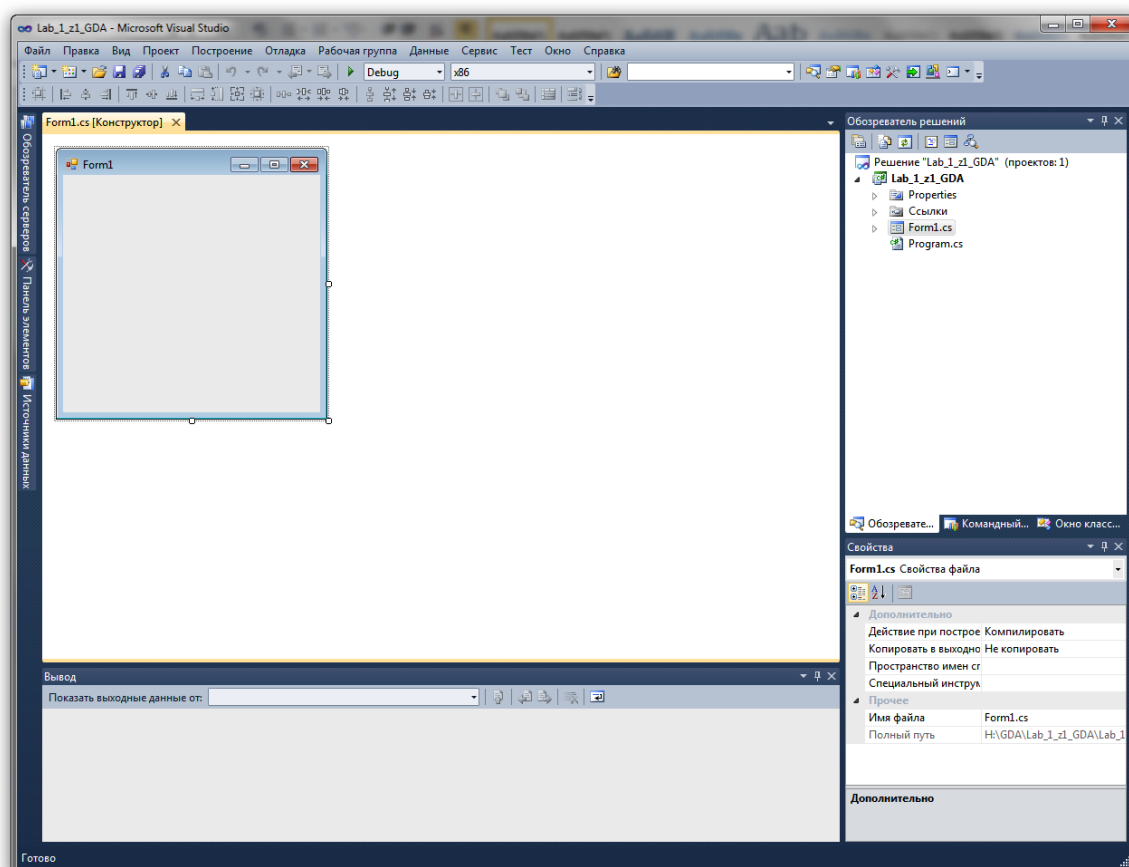 Lab_1_z1_GDA - Microsoft Visual Studio
Файл Правка Вид Проект Построение Отладка Рабочая группа Данные Сервис Тест Окно Справка
Debug x86
Form1.cs [Конструктор]
Form1
Обозреватель серверов
Панель элементов
Источники данных
Обозреватель решений
Решение "Lab_1_z1_GDA" (проектов: 1)
Lab_1_z1_GDA
Properties
Ссылки
Form1.cs
Program.cs
Обозревате... Командный... Окно класс...
Свойства
Form1.cs Свойства файла
Дополнительно
Действие при построе Компилировать
Копировать в выходно Не копировать
Пространство имен сг
Специальный инструм
Прочее
Имя файла Form1.cs
Полный путь H:\GDA\Lab_1_z1_GDA\Lab_1
Дополнительно
Вывод
Показать выходные данные от:
Готово